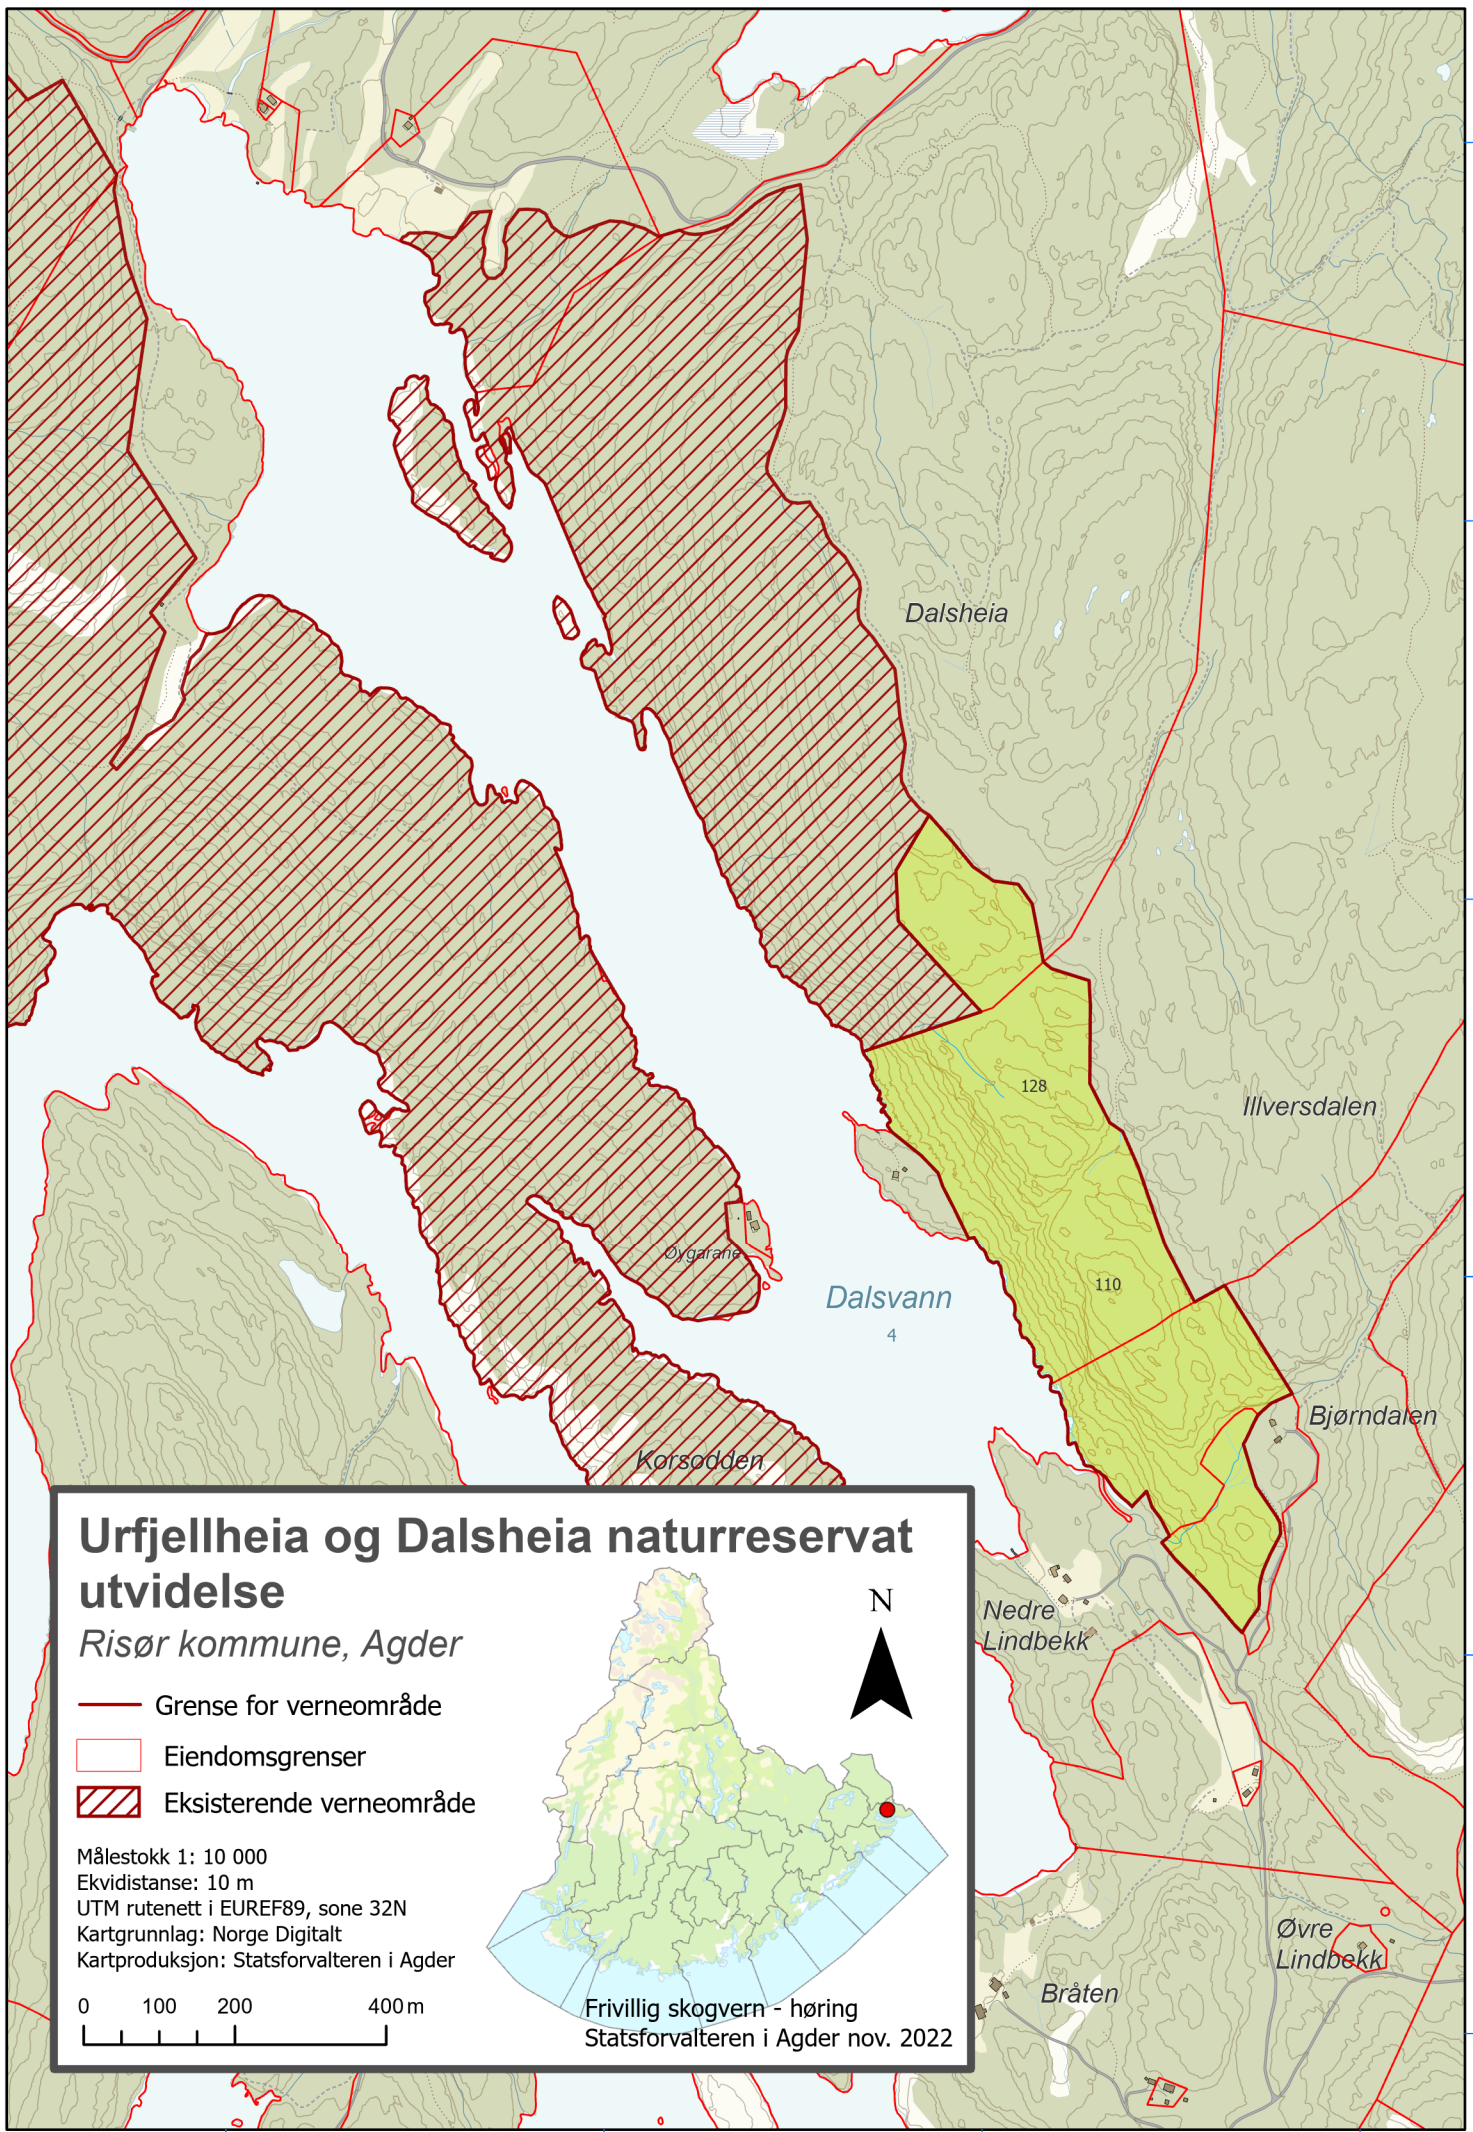 Dalsheia
128
Illversdalen
Øygarane
110
Dalsvann
4
Bjørndalen
Korsodden
Nedre
Lindbekk
Øvre
Lindbekk
Bråten
Urfjellheia og Dalsheia naturreservat
utvidelse
Risør kommune, Agder
N
Grense for verneområde
Eiendomsgrenser
Eksisterende verneområde
Målestokk 1: 10 000
Ekvidistanse: 10 m
UTM rutenett i EUREF89, sone 32N
Kartgrunnlag: Norge Digitalt
Kartproduksjon: Statsforvalteren i Agder
0 100 200 400 m
Frivillig skogvern - høring
Statsforvalteren i Agder nov. 2022